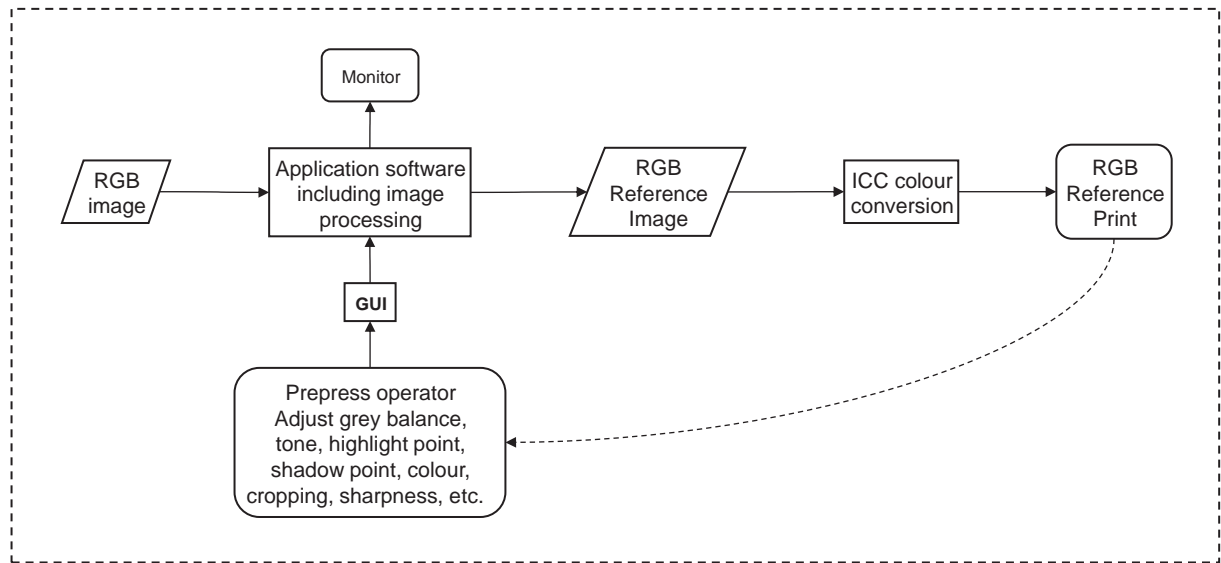 Monitor
RGB
image
Application software
including image
processing
RGB
Reference
Image
ICC colour
conversion
RGB
Reference
Print
GUI
Prepress operator
Adjust grey balance,
tone, highlight point,
shadow point, colour,
cropping, sharpness, etc.